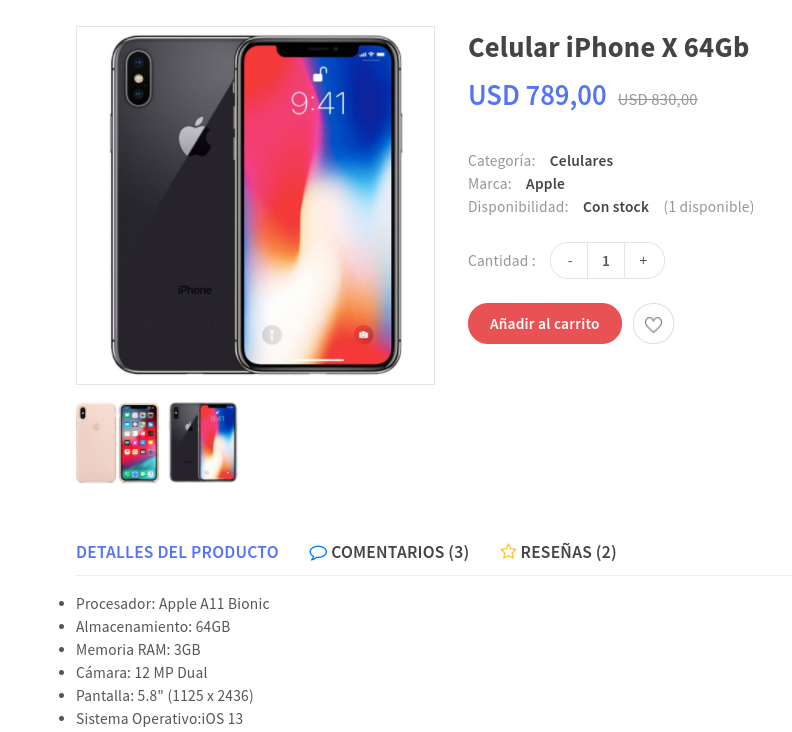 Celular iPhone X 64Gb
USD 789,00 USD 830,00
9:41
iPhone
Categoría: Celulares
Marca: Apple
Disponibilidad: Con stock (1 disponible)
Cantidad : - 1 +
Añadir al carrito
9:41
DETALLES DEL PRODUCTO COMENTARIOS (3) RESEÑAS (2)
Procesador: Apple A11 Bionic
Almacenamiento: 64GB
Memoria RAM: 3GB
Cámara: 12 MP Dual
Pantalla: 5.8" (1125 x 2436)
Sistema Operativo:iOS 13